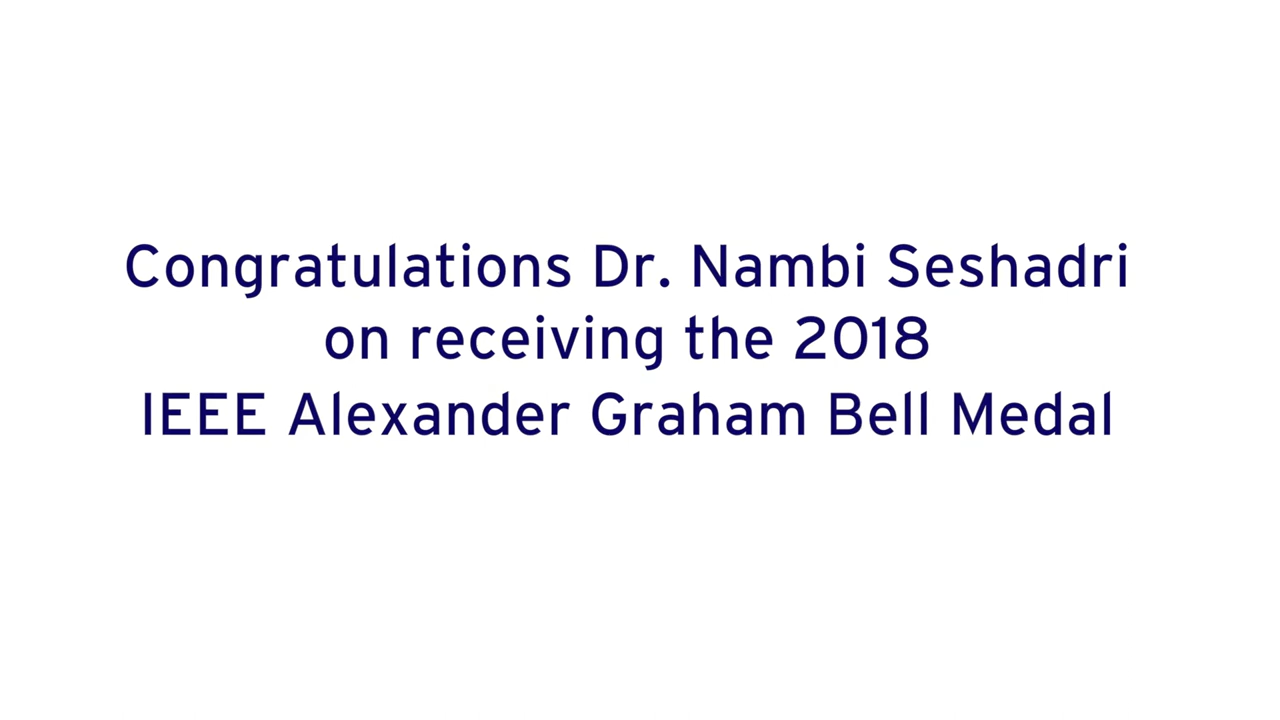 Congratulations Dr. Nambi Seshadri
on receiving the 2018
IEEE Alexander Graham Bell Medal